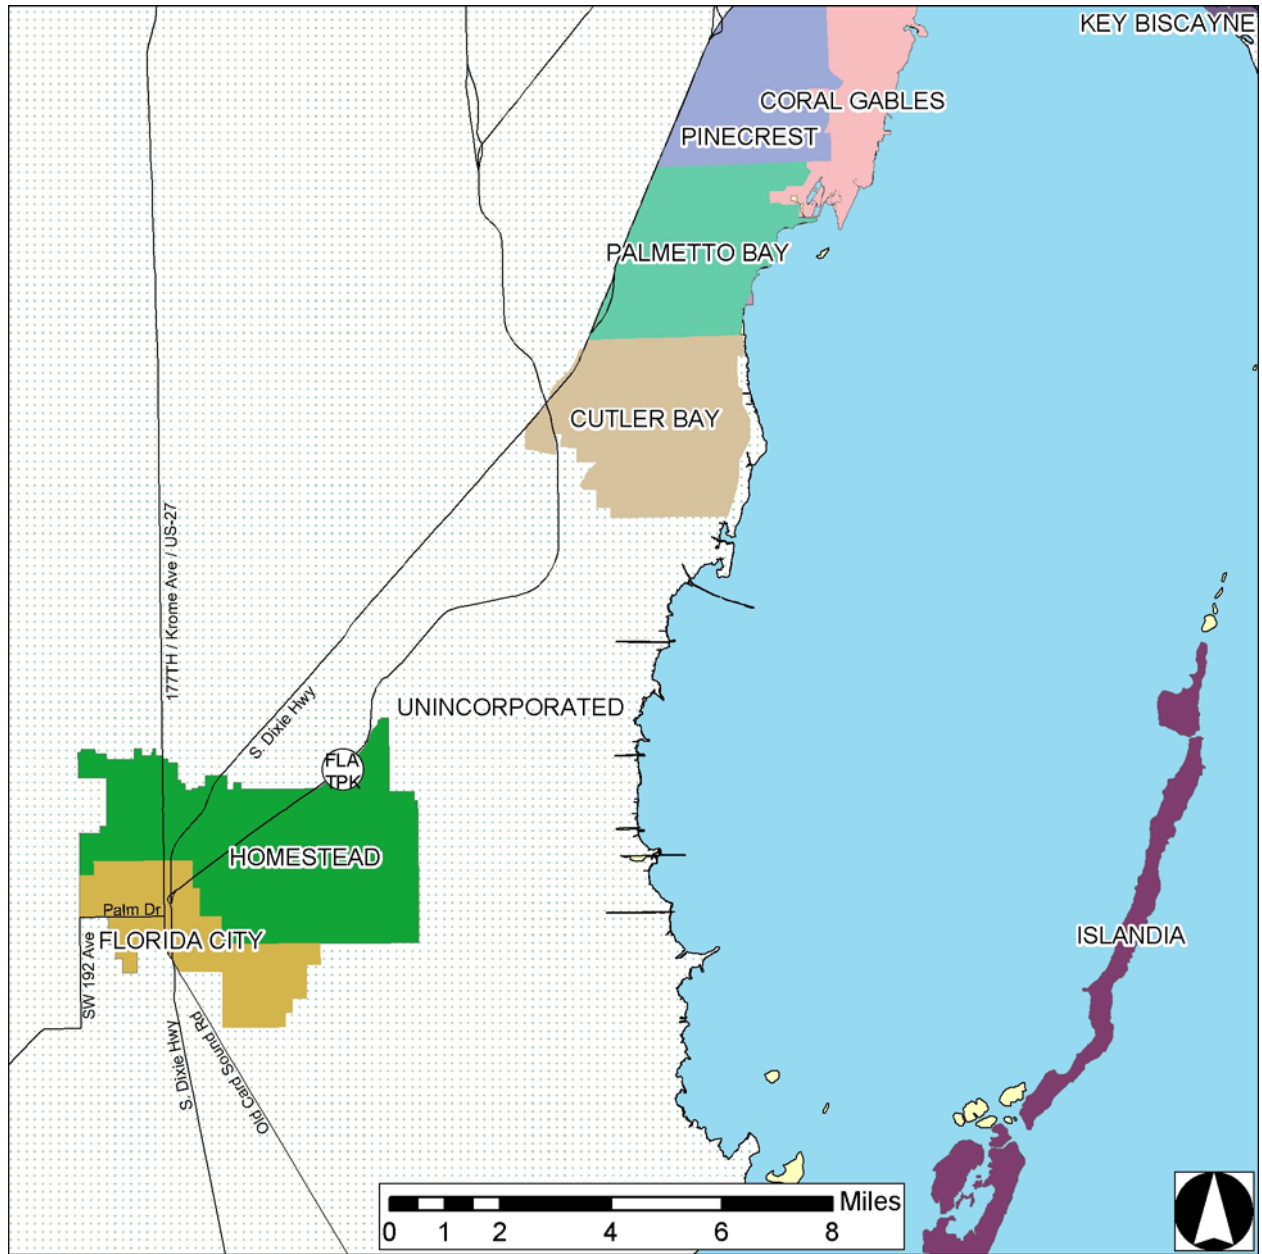 KEY BISCAYNE
CORAL GABLES
PINECREST
PALMETTO BAY
CUTLER BAY
177TH / Krome Ave / US-27
S. Dixie Hwy
UNINCORPORATED
FLA
TPK
HOMESTEAD
Palm Dr
FLORIDA CITY
ISLANDIA
SW 192 Ave
S. Dixie Hwy
Old Card Sound Rd
Miles
0 1 2 4 6 8